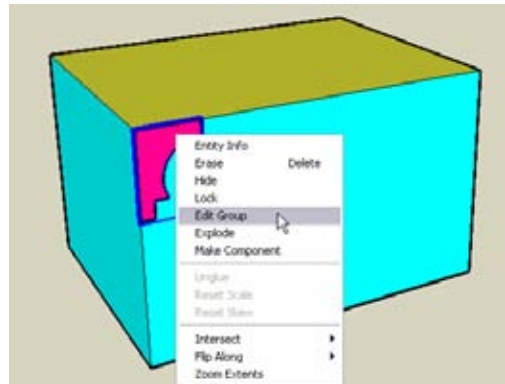 Entity Info
Erase Delete
Hide
Lock
Edit Group
Explode
Make Component
Unglue
Reset Scale
Reset Skew
Intersect
Flip Along
Zoom Extents